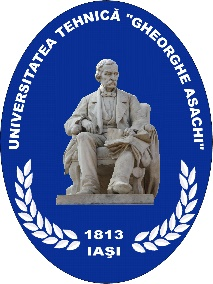 UNIVERSITATEA TEHNICĂ "GHEORGHE ASACHI"
1813
IAŞI